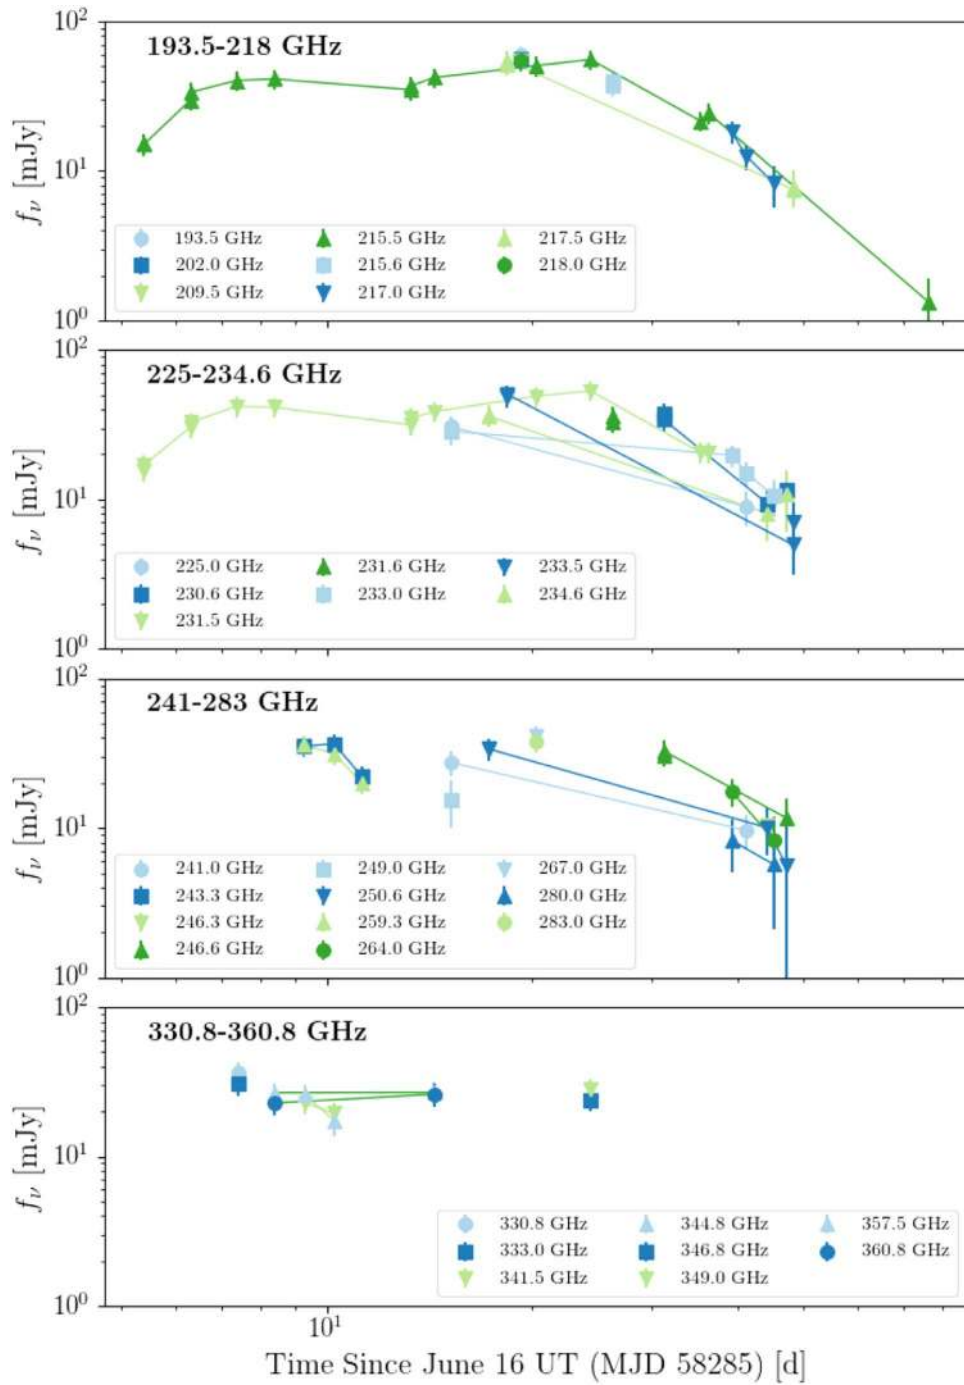 10²
193.5-218 GHz
f_ν [mJy]
10¹
193.5 GHz 215.5 GHz 217.5 GHz
202.0 GHz 215.6 GHz 218.0 GHz
209.5 GHz 217.0 GHz
10⁰
10²
225-234.6 GHz
f_ν [mJy]
10¹
225.0 GHz 231.6 GHz 233.5 GHz
230.6 GHz 233.0 GHz 234.6 GHz
231.5 GHz
10⁰
10²
241-283 GHz
f_ν [mJy]
10¹
241.0 GHz 249.0 GHz 267.0 GHz
243.3 GHz 250.6 GHz 280.0 GHz
246.3 GHz 259.3 GHz 283.0 GHz
246.6 GHz 264.0 GHz
10⁰
10²
330.8-360.8 GHz
f_ν [mJy]
10¹
330.8 GHz 344.8 GHz 357.5 GHz
333.0 GHz 346.8 GHz 360.8 GHz
341.5 GHz 349.0 GHz
10⁰
10¹
Time Since June 16 UT (MJD 58285) [d]